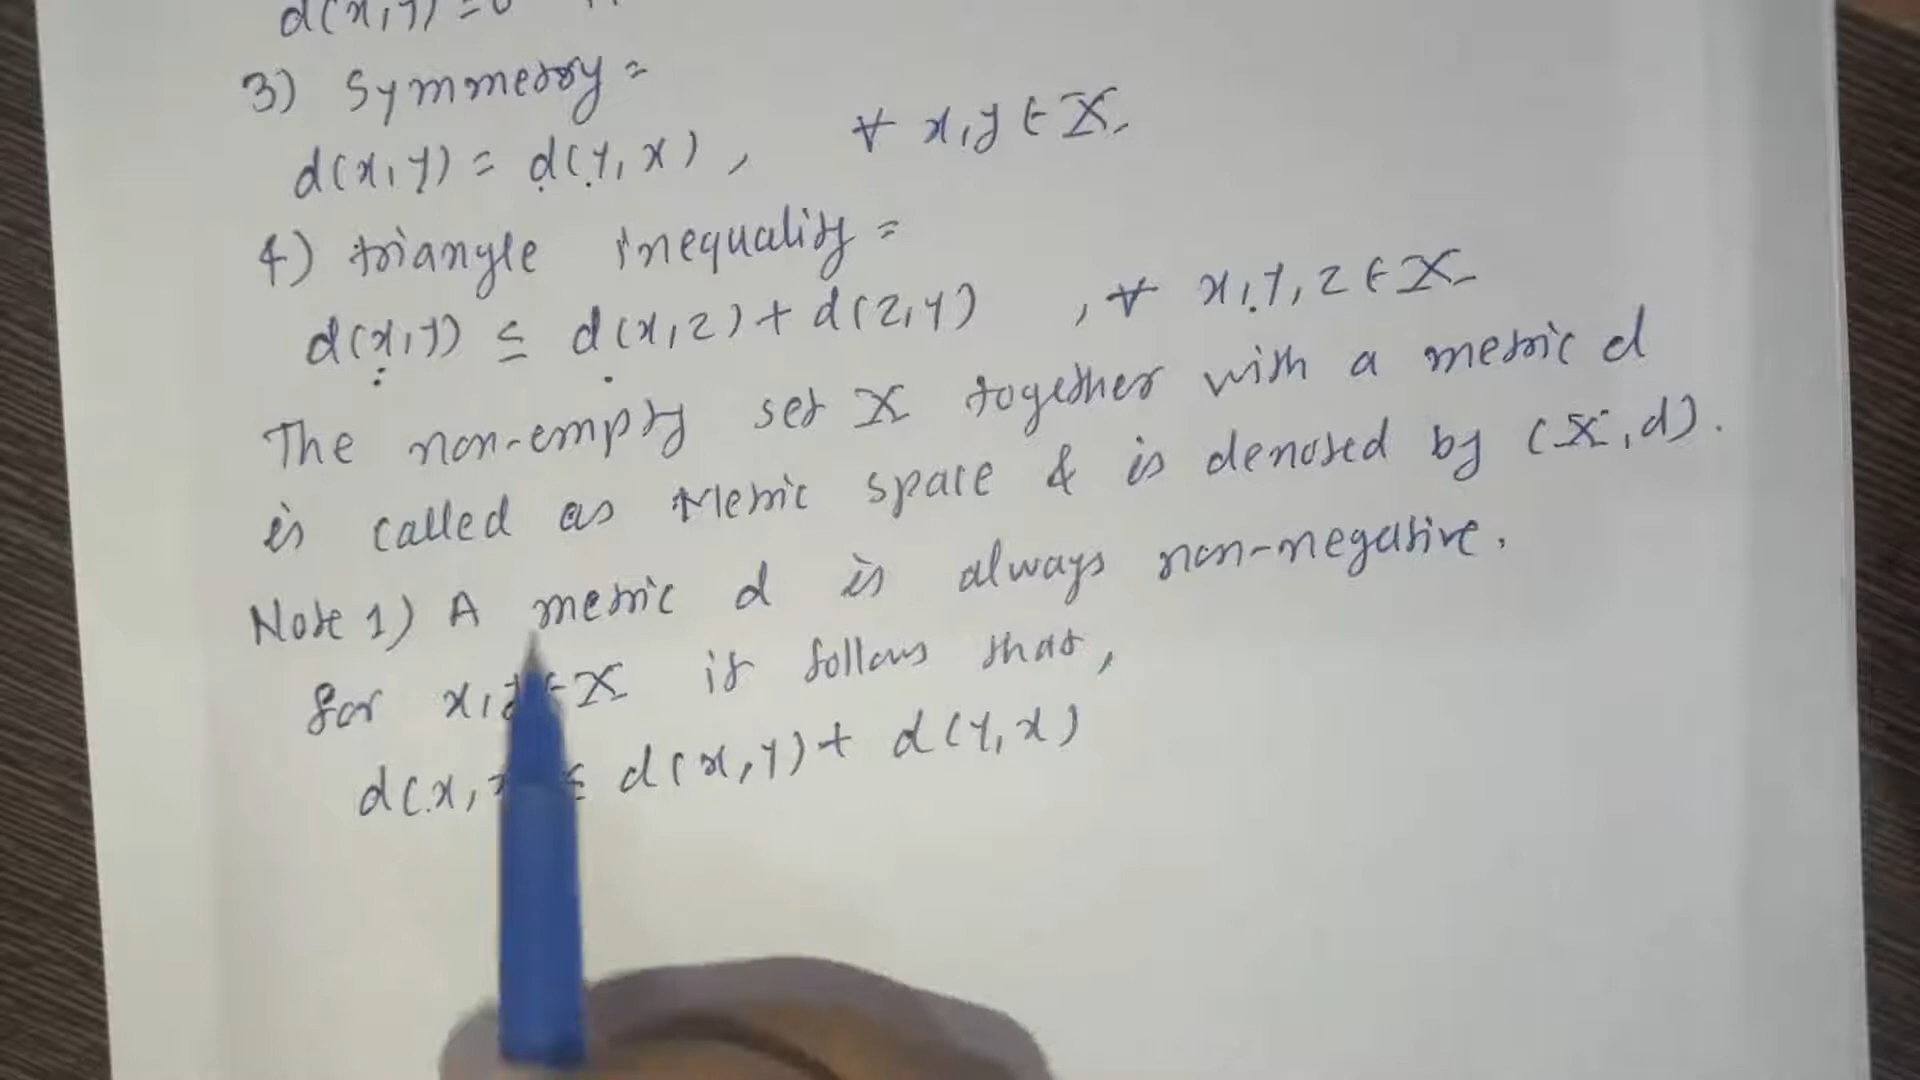 d(x,y)=0
3) Symmetry=
d(x,y) = d(y,x), ∀ x,y ∈ X.
4) triangle inequality=
d(x,y) ≤ d(x,z)+d(z,y) , ∀ x,y,z ∈ X
The non-empty set X together with a metric d
is called as Metric space & is denoted by (X,d).
Note 1) A metric d is always non-negative.
for x,y ∈ X it follows that,
d(x, ≤ d(x,y)+ d(y,x)